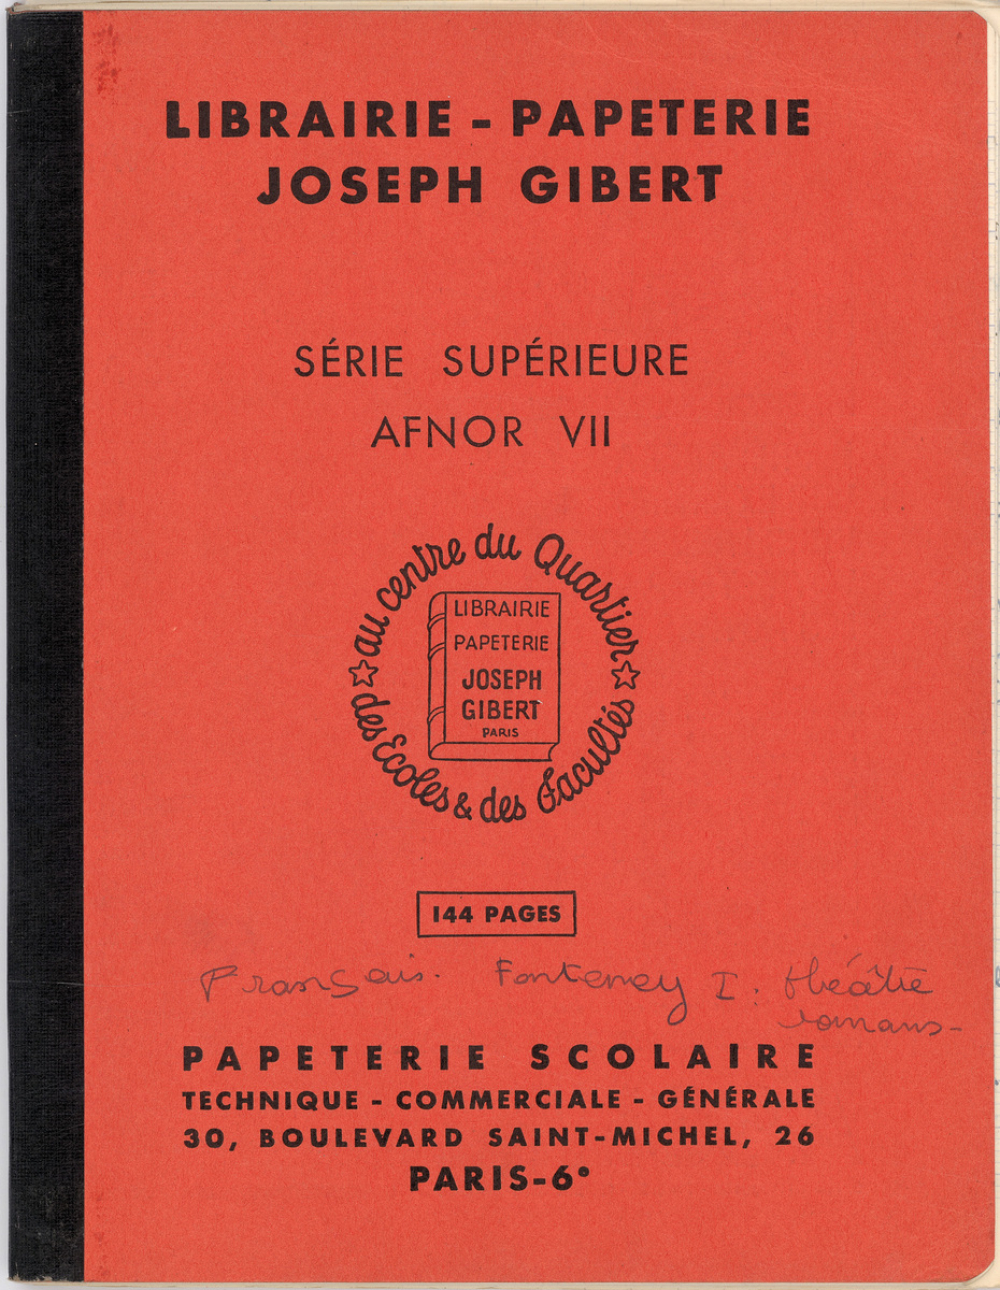 LIBRAIRIE - PAPETERIE
JOSEPH GIBERT
SÉRIE SUPÉRIEURE
AFNOR VII
au centre du Quartier
des Ecoles & des Facultés
LIBRAIRIE
PAPETERIE
JOSEPH
GIBERT
PARIS
144 PAGES
Français. Fontenay I : théâtre
romans-
PAPETERIE SCOLAIRE
TECHNIQUE - COMMERCIALE - GÉNÉRALE
30, BOULEVARD SAINT-MICHEL, 26
PARIS-6°